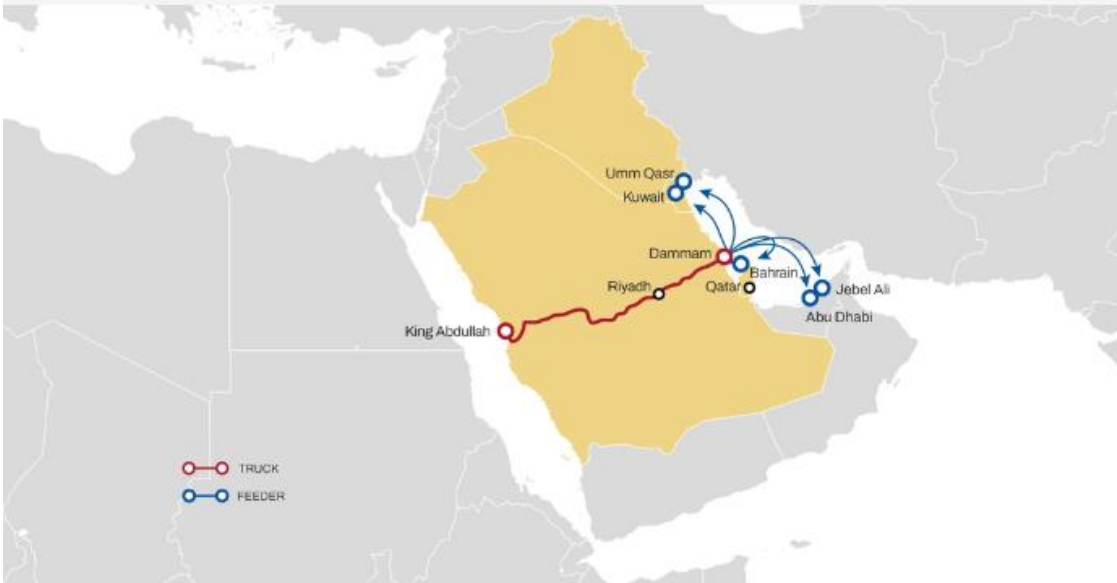 Umm Qasr
Kuwait
Dammam
Bahrain
Riyadh
Qatar
Jebel Ali
Abu Dhabi
King Abdullah
TRUCK
FEEDER